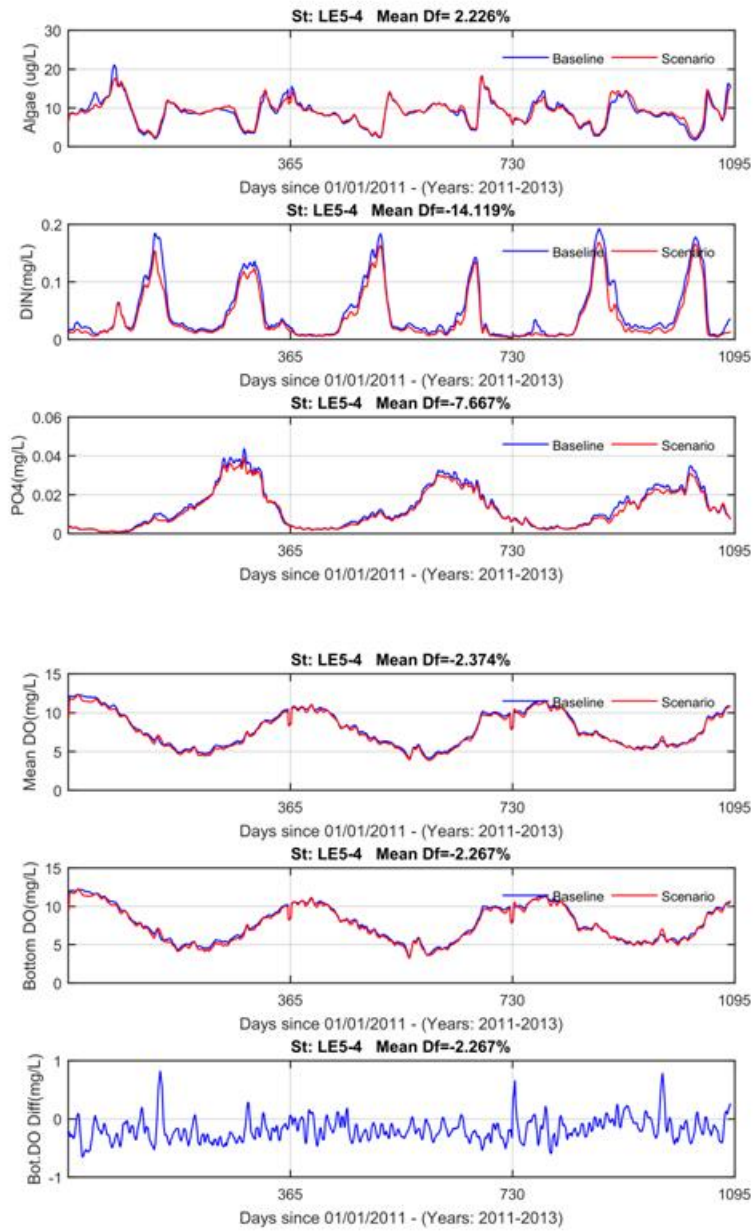 St: LE5-4 Mean Df= 2.226%
30
20
10
0
Algae (ug/L)
Baseline Scenario
365 730 1095
Days since 01/01/2011 - (Years: 2011-2013)
St: LE5-4 Mean Df=-14.119%
0.2
0.1
0
DIN(mg/L)
Baseline Scenario
365 730 1095
Days since 01/01/2011 - (Years: 2011-2013)
St: LE5-4 Mean Df=-7.667%
0.06
0.04
0.02
0
PO4(mg/L)
Baseline Scenario
365 730 1095
Days since 01/01/2011 - (Years: 2011-2013)
St: LE5-4 Mean Df=-2.374%
15
10
5
0
Mean DO(mg/L)
Baseline Scenario
365 730 1095
Days since 01/01/2011 - (Years: 2011-2013)
St: LE5-4 Mean Df=-2.267%
15
10
5
0
Bottom DO(mg/L)
Baseline Scenario
365 730 1095
Days since 01/01/2011 - (Years: 2011-2013)
St: LE5-4 Mean Df=-2.267%
1
0
-1
Bot.DO Diff(mg/L)
365 730 1095
Days since 01/01/2011 - (Years: 2011-2013)